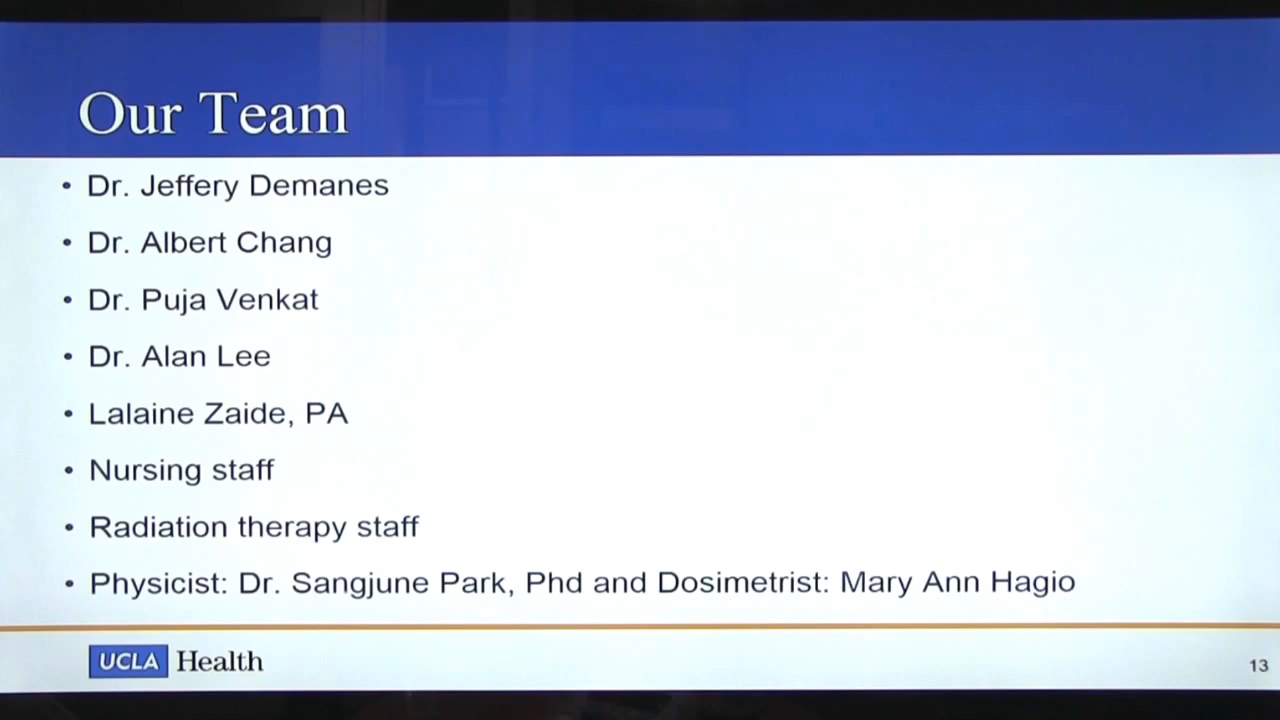 Our Team
• Dr. Jeffery Demanes
• Dr. Albert Chang
• Dr. Puja Venkat
• Dr. Alan Lee
• Lalaine Zaide, PA
• Nursing staff
• Radiation therapy staff
• Physicist: Dr. Sangjune Park, Phd and Dosimetrist: Mary Ann Hagio
UCLA Health
13